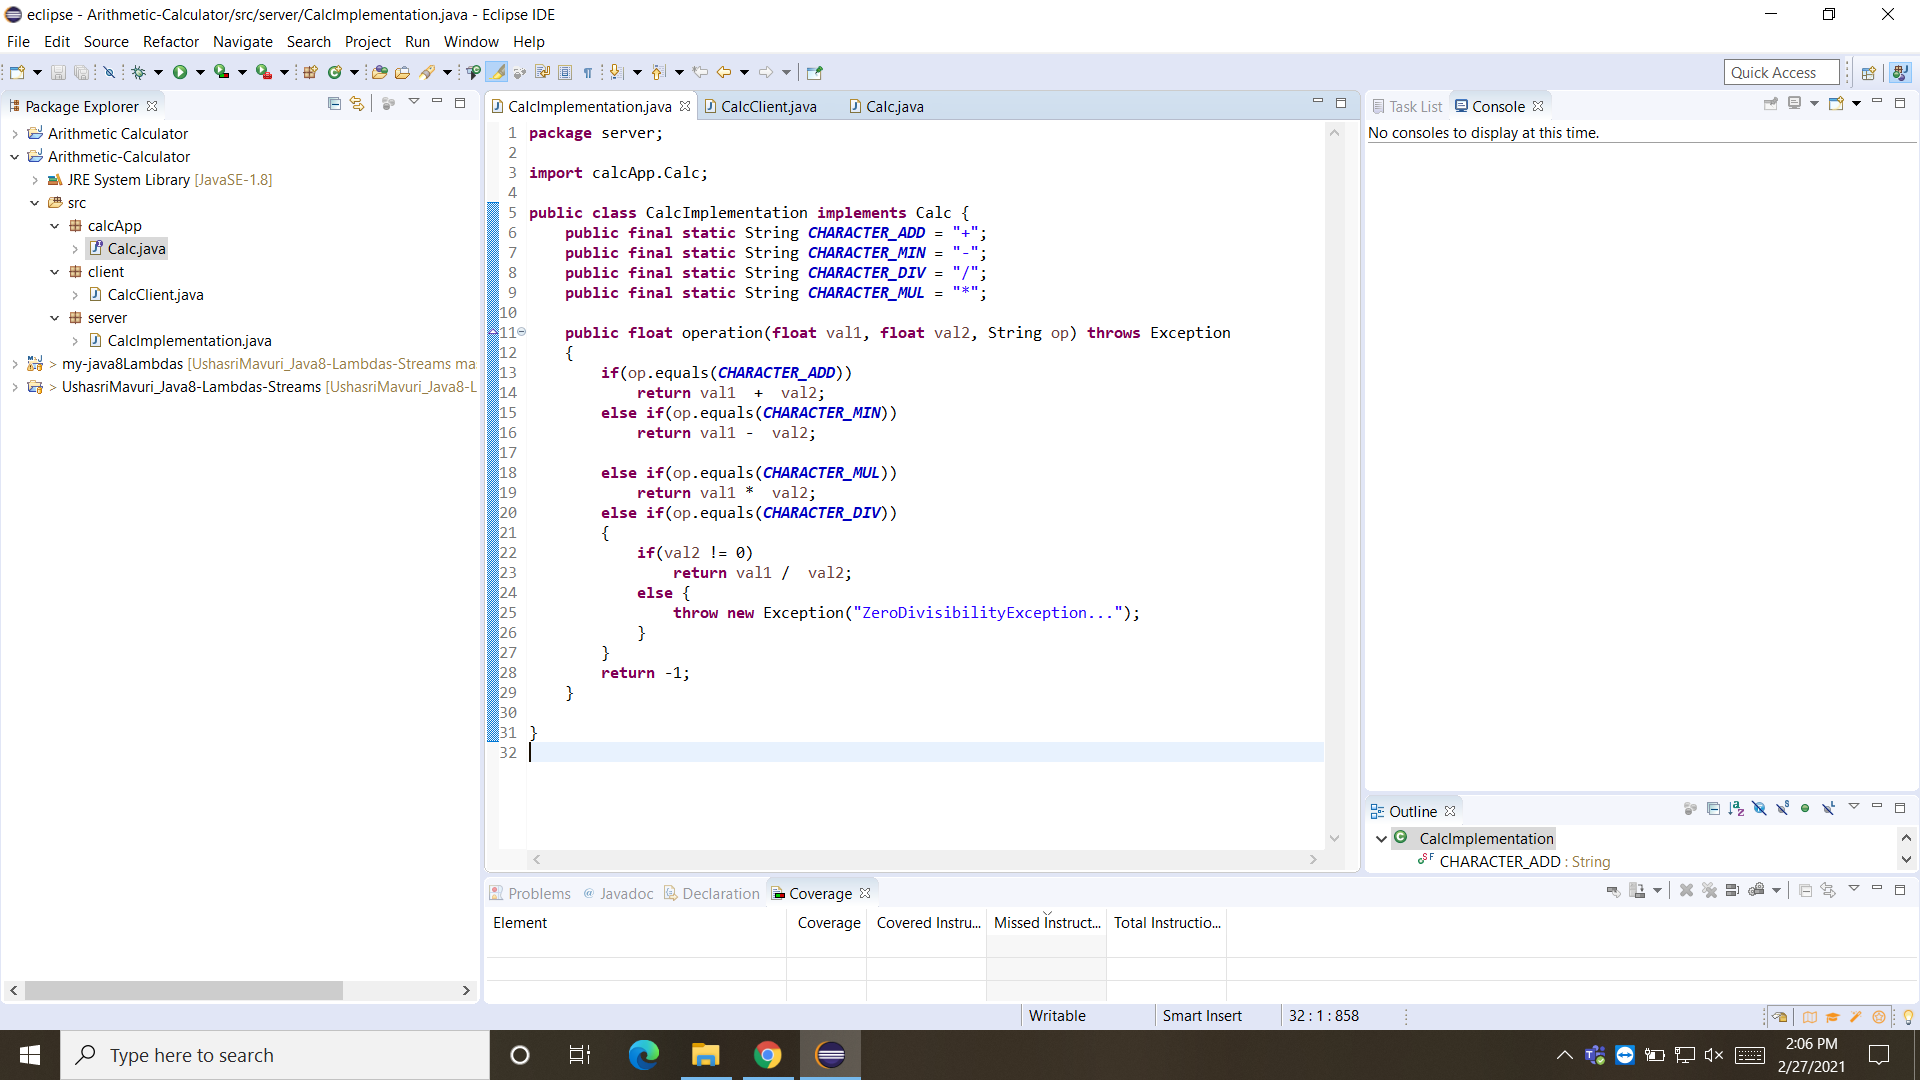 eclipse - Arithmetic-Calculator/src/server/CalcImplementation.java - Eclipse IDE
File Edit Source Refactor Navigate Search Project Run Window Help
Quick Access
Package Explorer
Arithmetic Calculator
Arithmetic-Calculator
JRE System Library [JavaSE-1.8]
src
calcApp
Calc.java
client
CalcClient.java
server
CalcImplementation.java
> my-java8Lambdas [UshasriMavuri_Java8-Lambdas-Streams ma
> UshasriMavuri_Java8-Lambdas-Streams [UshasriMavuri_Java8-L
CalcImplementation.java CalcClient.java Calc.java
1 package server;
2
3 import calcApp.Calc;
4
5 public class CalcImplementation implements Calc {
6 public final static String CHARACTER_ADD = "+";
7 public final static String CHARACTER_MIN = "-";
8 public final static String CHARACTER_DIV = "/";
9 public final static String CHARACTER_MUL = "*";
10
11 public float operation(float val1, float val2, String op) throws Exception
12 {
13 if(op.equals(CHARACTER_ADD))
14 return val1 + val2;
15 else if(op.equals(CHARACTER_MIN))
16 return val1 - val2;
17
18 else if(op.equals(CHARACTER_MUL))
19 return val1 * val2;
20 else if(op.equals(CHARACTER_DIV))
21 {
22 if(val2 != 0)
23 return val1 / val2;
24 else {
25 throw new Exception("ZeroDivisibilityException...");
26 }
27 }
28 return -1;
29 }
30
31 }
32
Task List Console
No consoles to display at this time.
Outline
CalcImplementation
CHARACTER_ADD : String
Problems @ Javadoc Declaration Coverage
Element Coverage Covered Instru... Missed Instruct... Total Instructio...
Writable Smart Insert 32 : 1 : 858
Type here to search
2:06 PM
2/27/2021